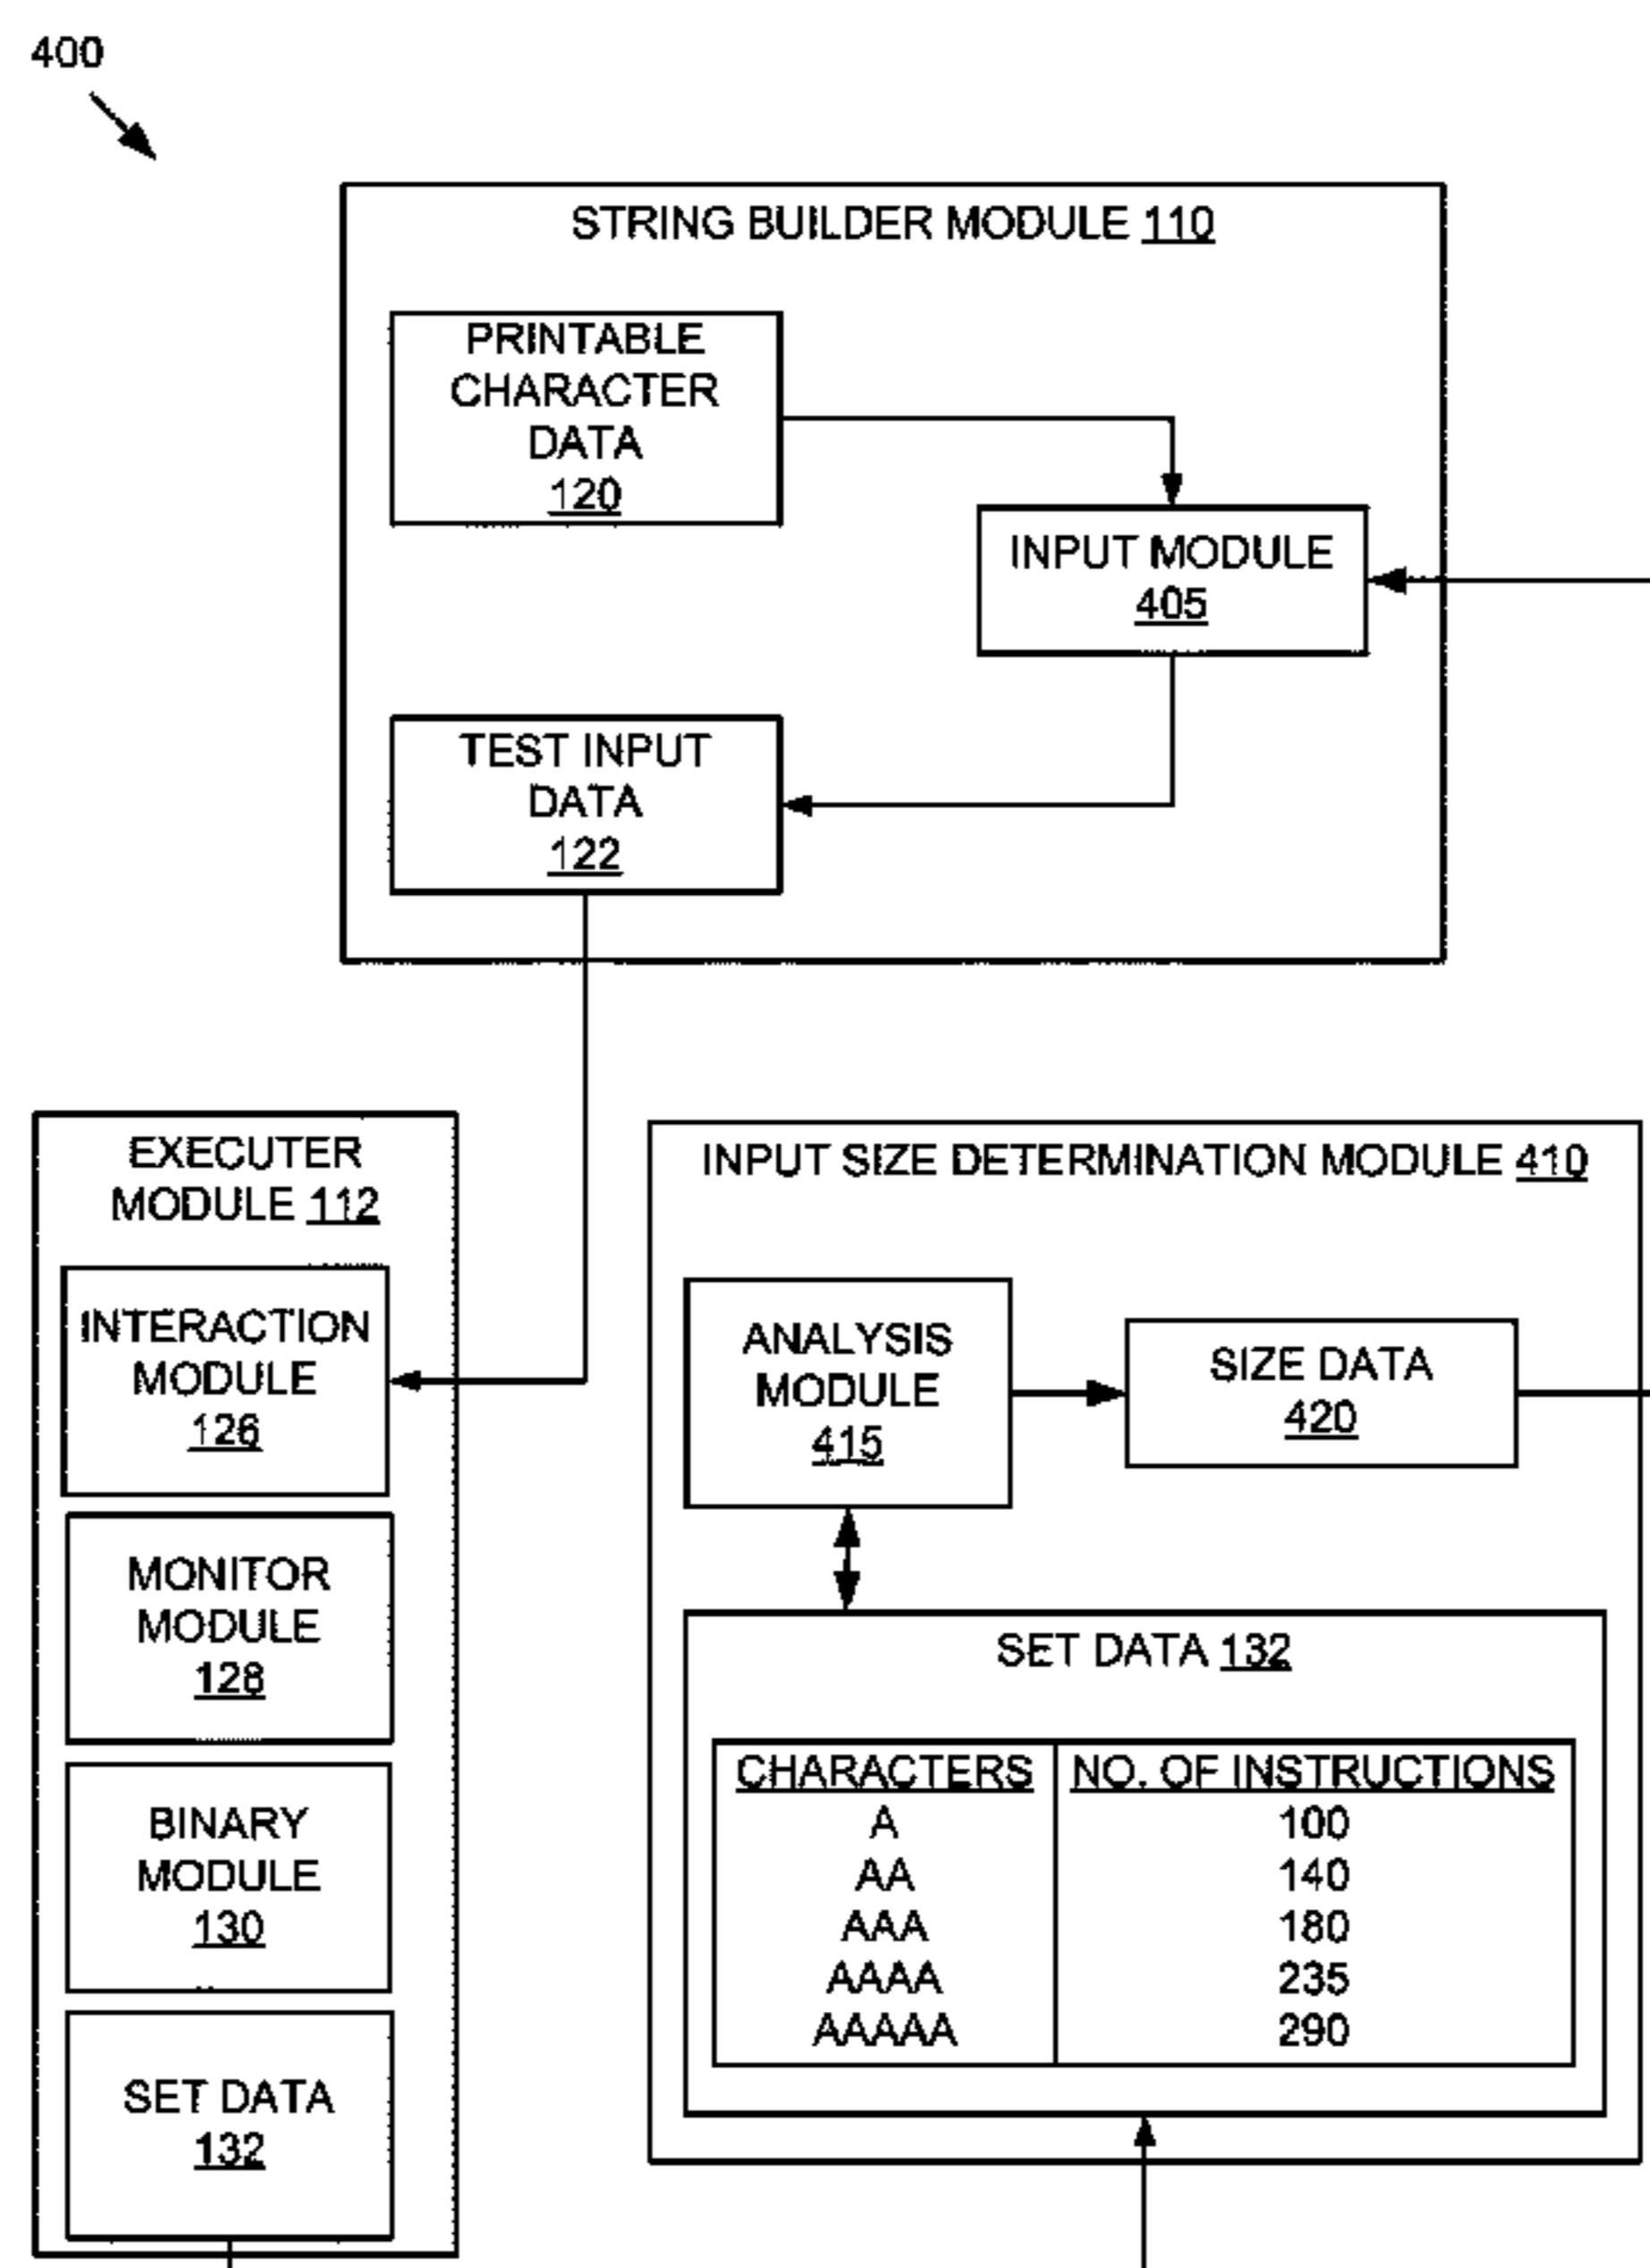 400
STRING BUILDER MODULE 110
PRINTABLE
CHARACTER
DATA
120
INPUT MODULE
405
TEST INPUT
DATA
122
EXECUTER
MODULE 112
INTERACTION
MODULE
126
MONITOR
MODULE
128
BINARY
MODULE
130
SET DATA
132
INPUT SIZE DETERMINATION MODULE 410
ANALYSIS
MODULE
415
SIZE DATA
420
SET DATA 132
CHARACTERS NO. OF INSTRUCTIONS
A 100
AA 140
AAA 180
AAAA 235
AAAAA 290